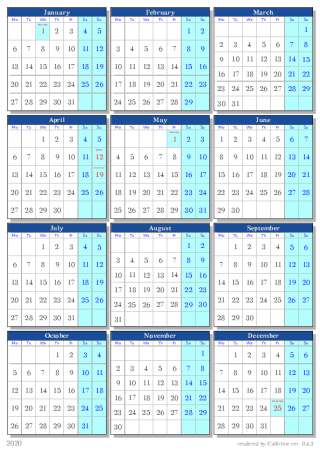 January
Mo Tu We Th Fr Sa Su
1 2 3 4 5
6 7 8 9 10 11 12
13 14 15 16 17 18 19
20 21 22 23 24 25 26
27 28 29 30 31
February
Mo Tu We Th Fr Sa Su
1 2
3 4 5 6 7 8 9
10 11 12 13 14 15 16
17 18 19 20 21 22 23
24 25 26 27 28 29
March
Mo Tu We Th Fr Sa Su
1
2 3 4 5 6 7 8
9 10 11 12 13 14 15
16 17 18 19 20 21 22
23 24 25 26 27 28 29
30 31
April
Mo Tu We Th Fr Sa Su
1 2 3 4 5
6 7 8 9 10 11 12
13 14 15 16 17 18 19
20 21 22 23 24 25 26
27 28 29 30
May
Mo Tu We Th Fr Sa Su
1 2 3
4 5 6 7 8 9 10
11 12 13 14 15 16 17
18 19 20 21 22 23 24
25 26 27 28 29 30 31
June
Mo Tu We Th Fr Sa Su
1 2 3 4 5 6 7
8 9 10 11 12 13 14
15 16 17 18 19 20 21
22 23 24 25 26 27 28
29 30
July
Mo Tu We Th Fr Sa Su
1 2 3 4 5
6 7 8 9 10 11 12
13 14 15 16 17 18 19
20 21 22 23 24 25 26
27 28 29 30 31
August
Mo Tu We Th Fr Sa Su
1 2
3 4 5 6 7 8 9
10 11 12 13 14 15 16
17 18 19 20 21 22 23
24 25 26 27 28 29 30
31
September
Mo Tu We Th Fr Sa Su
1 2 3 4 5 6
7 8 9 10 11 12 13
14 15 16 17 18 19 20
21 22 23 24 25 26 27
28 29 30
October
Mo Tu We Th Fr Sa Su
1 2 3 4
5 6 7 8 9 10 11
12 13 14 15 16 17 18
19 20 21 22 23 24 25
26 27 28 29 30 31
November
Mo Tu We Th Fr Sa Su
1
2 3 4 5 6 7 8
9 10 11 12 13 14 15
16 17 18 19 20 21 22
23 24 25 26 27 28 29
30
December
Mo Tu We Th Fr Sa Su
1 2 3 4 5 6
7 8 9 10 11 12 13
14 15 16 17 18 19 20
21 22 23 24 25 26 27
28 29 30 31
2020
rendered by Calirine ver. 0.4.3